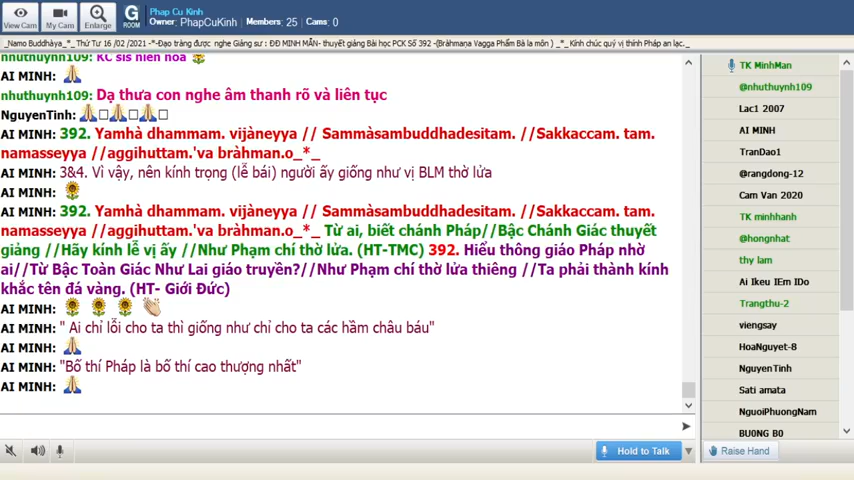 Phap Cu Kinh
View Cam
My Cam
Enlarge
G
ROOM
Owner: PhapCuKinh Members: 25 Cams: 0
_Namo Buddhàya_*_ Thứ Tư 16 /02 /2021 -*-Đạo tràng được nghe Giảng sư : ĐĐ MINH MẪN- thuyết giảng Bài học PCK Số 392 -(Bràhmaṇa Vagga Phẩm Bà la môn ) _*_ Kính chúc quý vị thính Pháp an lạc._
nhuthuynh109: KC sis hiền hòa
AI MINH:
nhuthuynh109: Dạ thưa con nghe âm thanh rõ và liên tục
NguyenTinh:
AI MINH: 392. Yamhà dhammam. vijàneyya // Sammàsambuddhadesitam. //Sakkaccam. tam.
namasseyya //aggihuttam.'va bràhman.o_*_
AI MINH: 3&4. Vì vậy, nên kính trọng (lễ bái) người ấy giống như vị BLM thờ lửa
AI MINH:
AI MINH: 392. Yamhà dhammam. vijàneyya // Sammàsambuddhadesitam. //Sakkaccam. tam.
namasseyya //aggihuttam.'va bràhman.o_*_ Từ ai, biết chánh Pháp//Bậc Chánh Giác thuyết
giảng //Hãy kính lễ vị ấy //Như Phạm chí thờ lửa. (HT-TMC) 392. Hiểu thông giáo Pháp nhờ
ai//Từ Bậc Toàn Giác Như Lai giáo truyền?//Như Phạm chí thờ lửa thiêng //Ta phải thành kính
khắc tên đá vàng. (HT- Giới Đức)
AI MINH:
AI MINH: " Ai chỉ lỗi cho ta thì giống như chỉ cho ta các hầm châu báu"
AI MINH:
AI MINH: "Bố thí Pháp là bố thí cao thượng nhất"
AI MINH:
TK MinhMan
@nhuthuynh109
Lac1 2007
AI MINH
TranDao1
@rangdong-12
Cam Van 2020
TK minhhanh
@hongnhat
thy lam
Ai Ikeu IEm IDo
Trangthu-2
viengsay
HoaNguyet-8
NguyenTinh
Sati amata
NguoiPhuongNam
BU0NG B0
Hold to Talk
Raise Hand